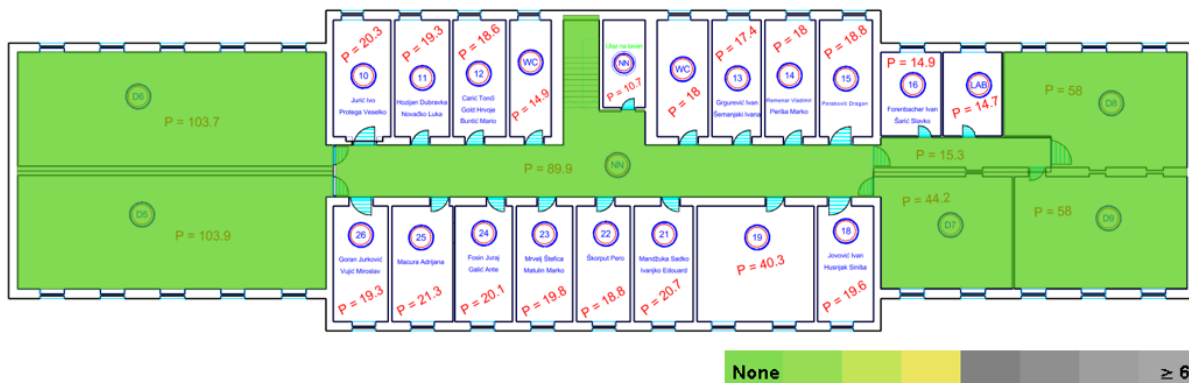 P = 20.3
10
Jurić Ivo
Protega Veselko
P = 19.3
11
Hozijan Dubravka
Novačko Luka
P = 18.6
12
Carić Tonči
Gold Hrvoje
Buntić Mario
WC
P = 14.9
NN
P = 10.7
WC
P = 18
P = 17.4
13
Grgurević Ivan
Šemanjski Ivana
P = 18
14
Remenar Vladimir
Periša Marko
P = 18.8
15
Peraković Dragan
P = 14.9
16
Forenbacher Ivan
Šarić Slavko
LAB
P = 14.7
D6
P = 103.7
D5
P = 103.9
P = 89.9
NN
P = 15.3
P = 58
D8
P = 44.2
D7
P = 58
D9
26
Goran Jurković
Vujić Miroslav
P = 19.3
25
Macura Adrijana
P = 21.3
24
Fosin Juraj
Galić Ante
P = 20.1
23
Mrvelj Štefica
Matulin Marko
P = 19.8
22
Škorput Pero
P = 18.8
21
Mandžuka Sadko
Ivanjko Edouard
P = 20.7
19
P = 40.3
18
Jovović Ivan
Husnjak Siniša
P = 19.6
None
≥ 6